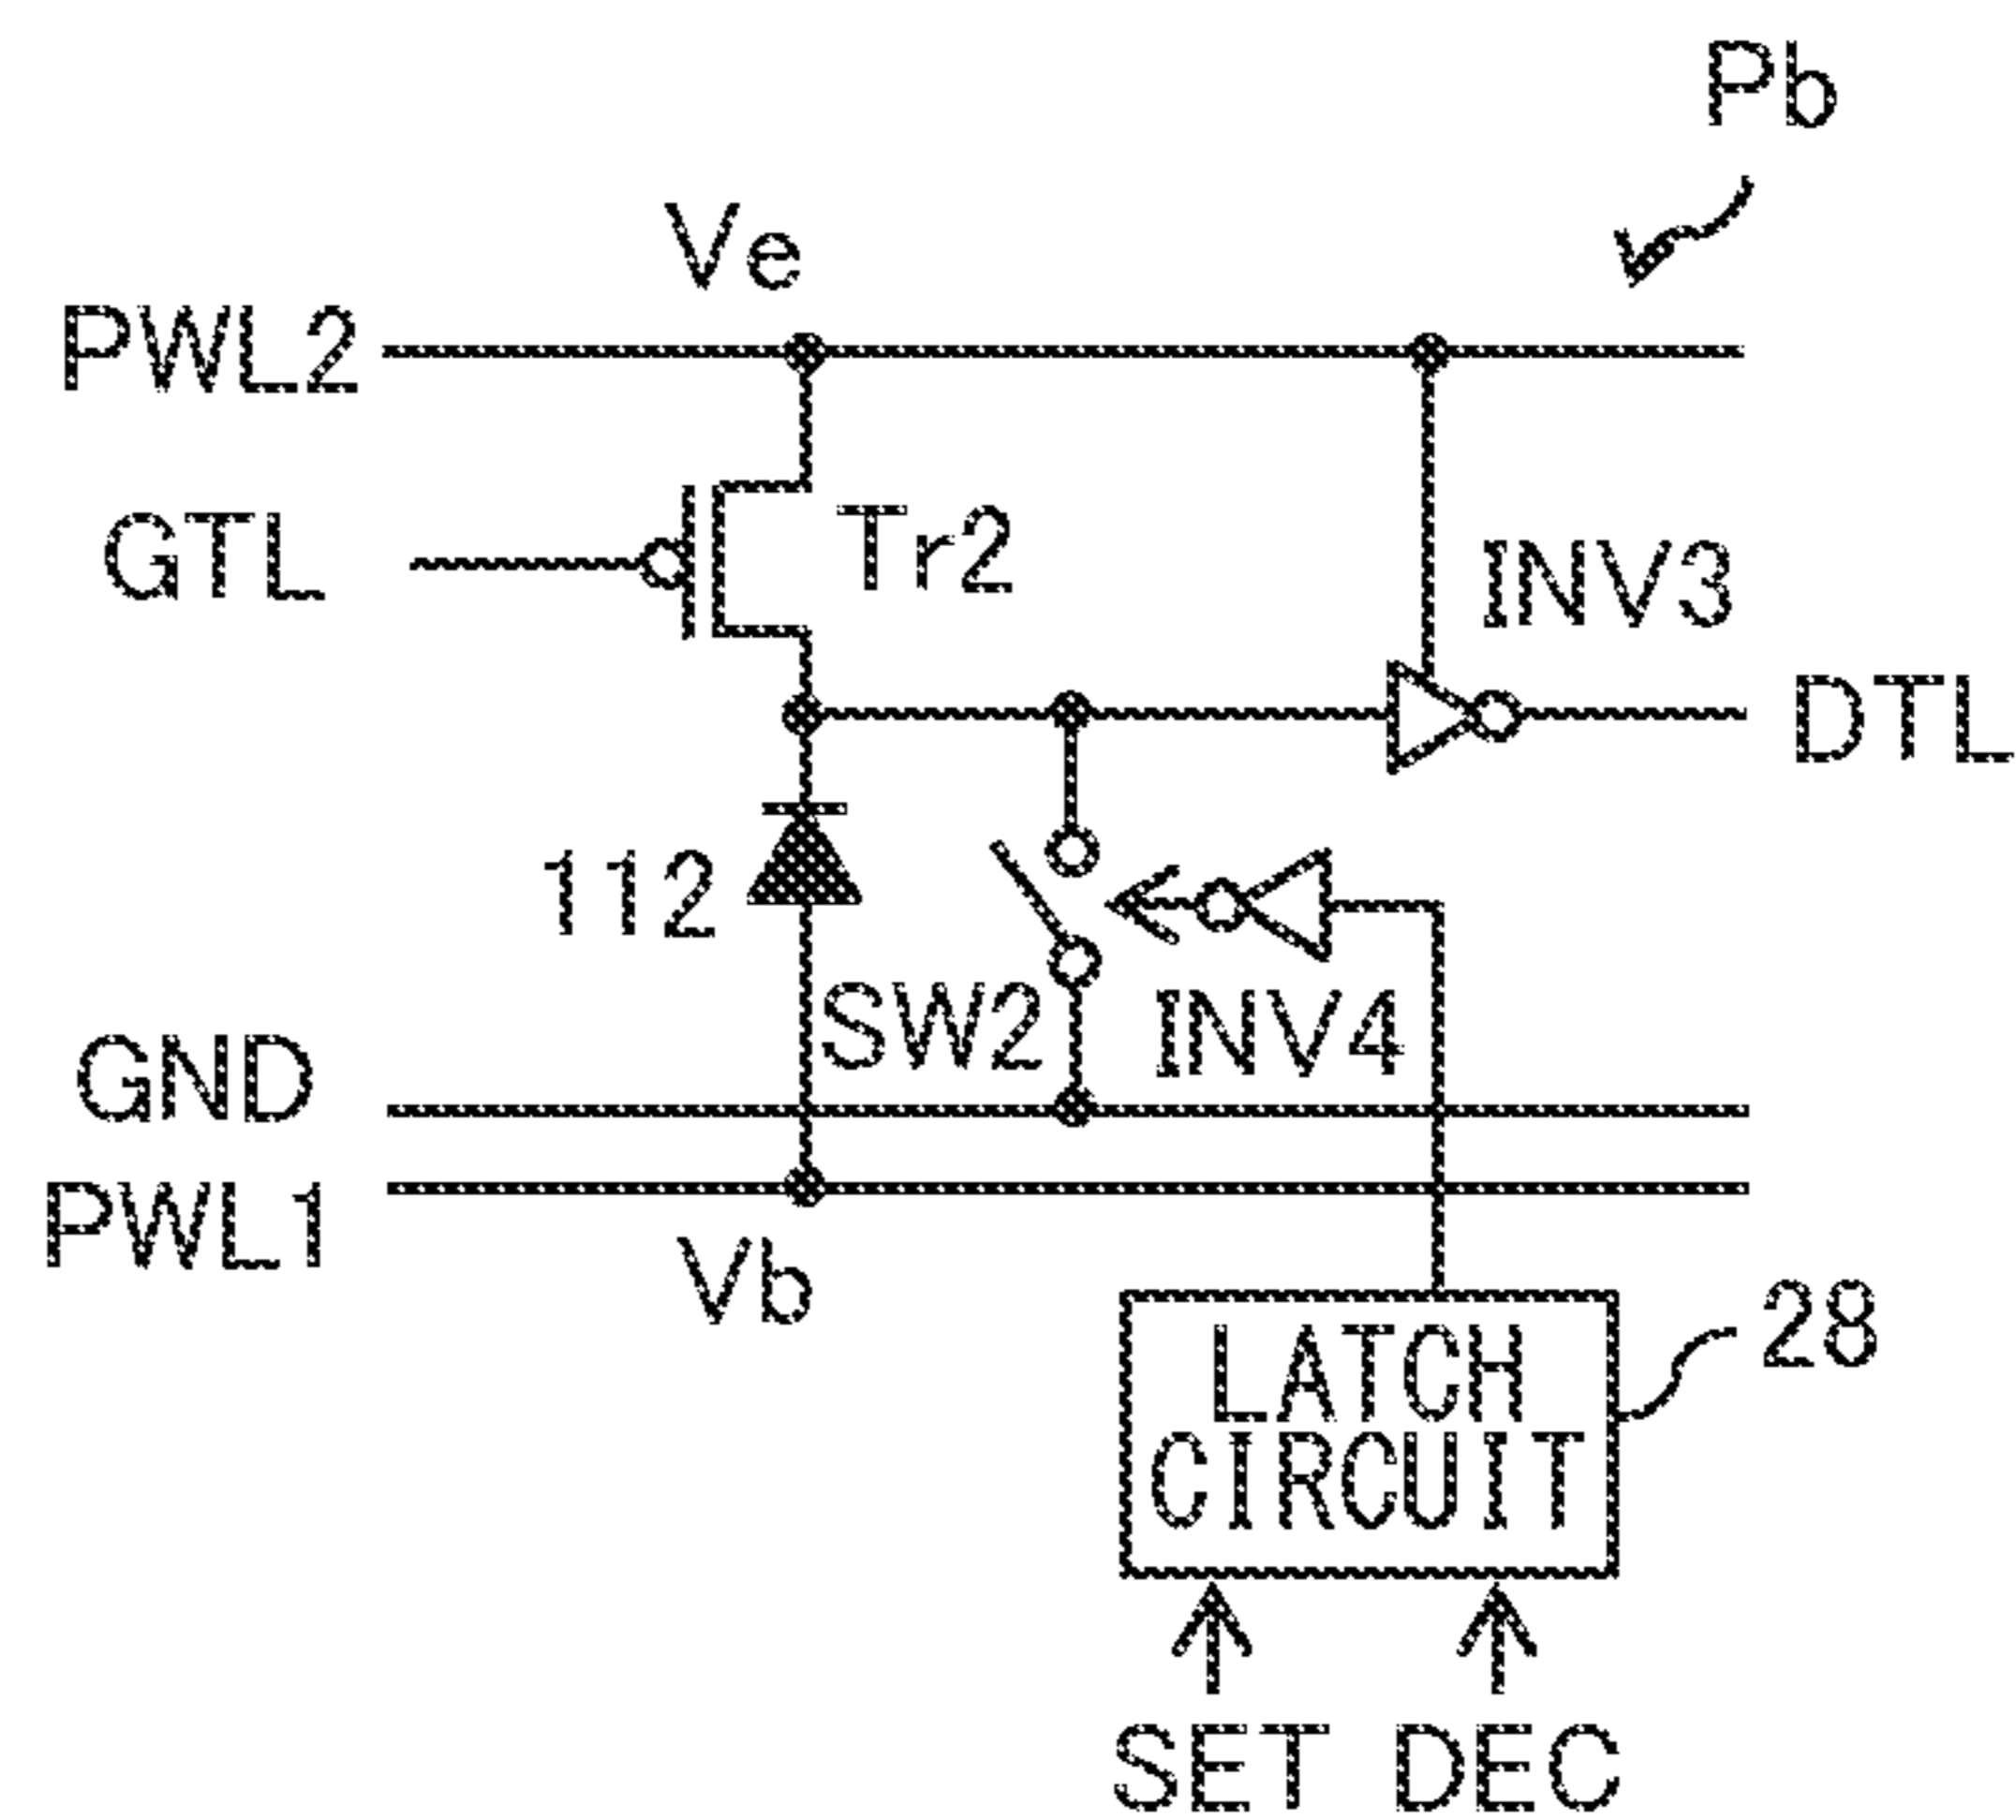 Pb
Ve
PWL2
GTL
Tr2
INV3
DTL
112
SW2
INV4
GND
PWL1
Vb
28
LATCH
CIRCUIT
SET DEC